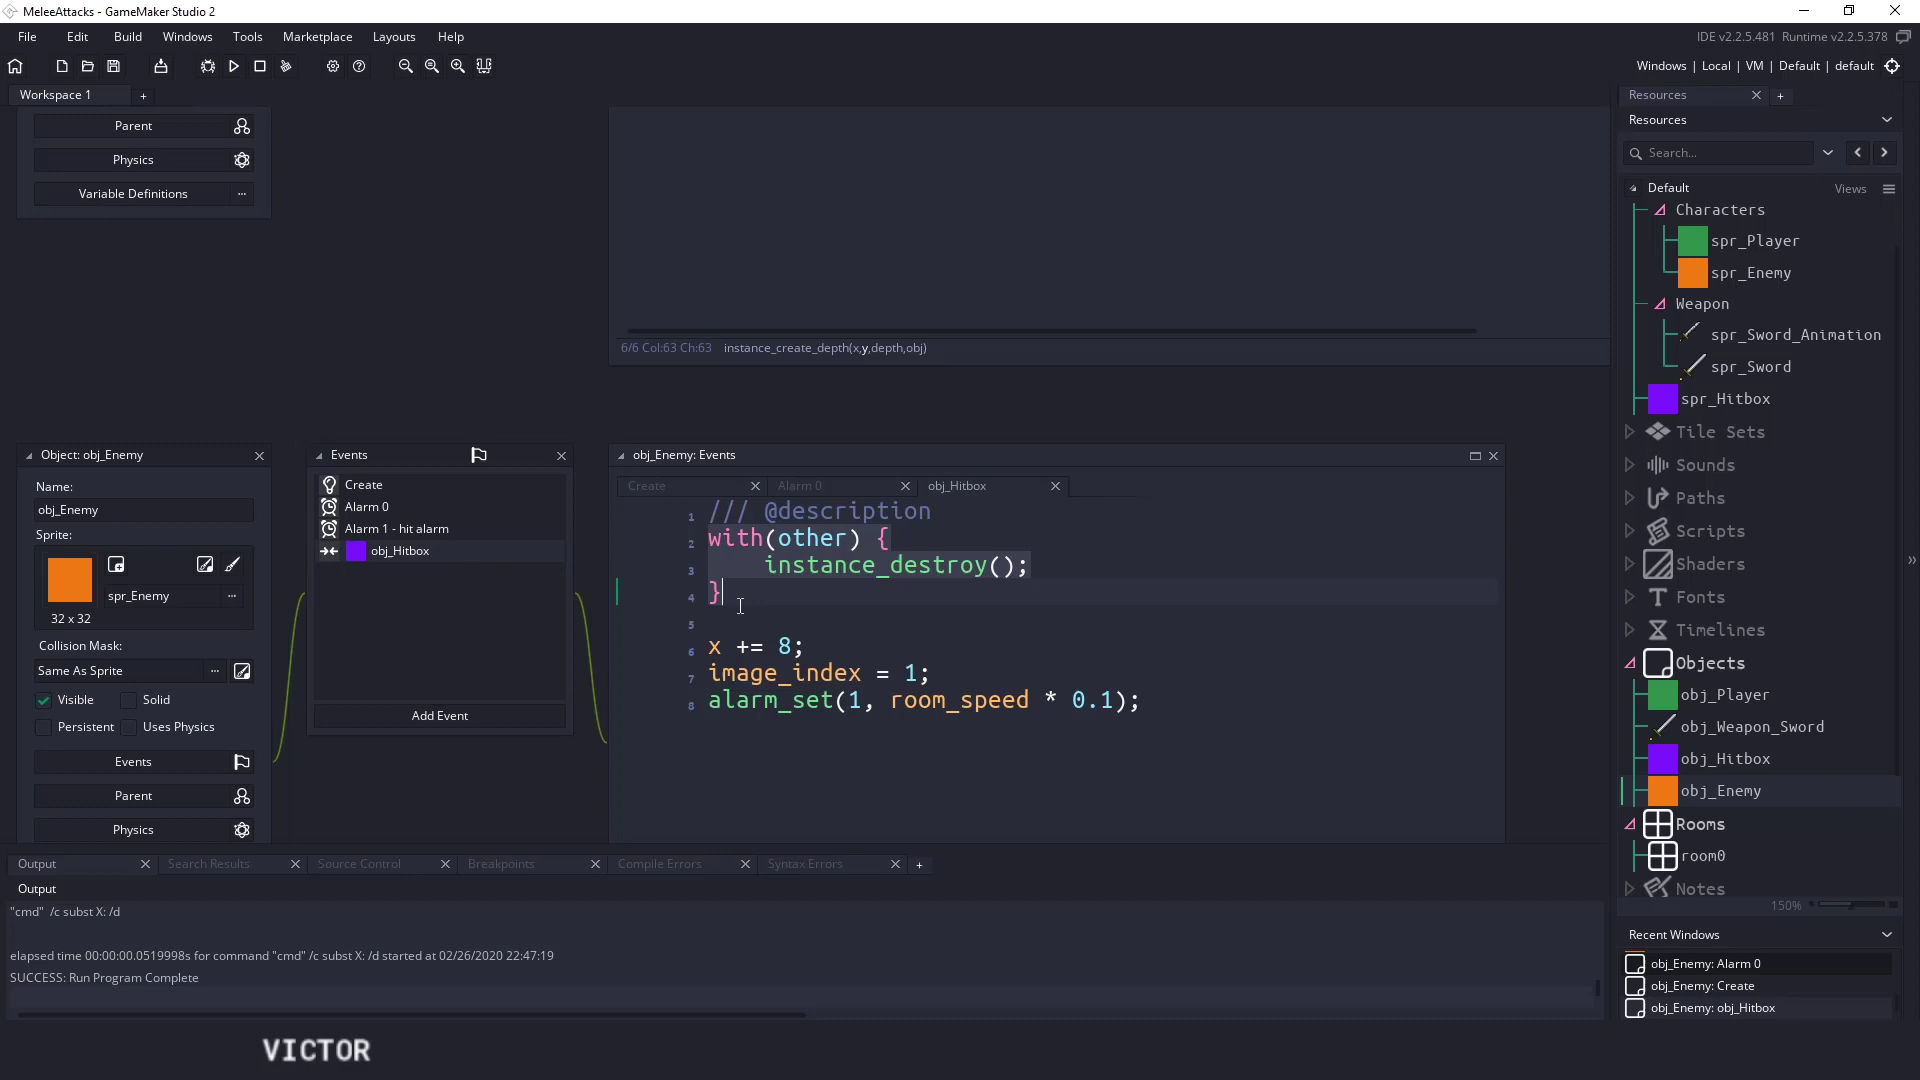 MeleeAttacks - GameMaker Studio 2
File Edit Build Windows Tools Marketplace Layouts Help
IDE v2.2.5.481 Runtime v2.2.5.378
Windows | Local | VM | Default | default
Workspace 1 +
Parent
Physics
Variable Definitions ...
6/6 Col:63 Ch:63 instance_create_depth(x,y,depth,obj)
Object: obj_Enemy
Name:
obj_Enemy
Sprite:
spr_Enemy ...
32 x 32
Collision Mask:
Same As Sprite ...
Visible Solid
Persistent Uses Physics
Events
Parent
Physics
Events
Create
Alarm 0
Alarm 1 - hit alarm
obj_Hitbox
Add Event
obj_Enemy: Events
Create Alarm 0 obj_Hitbox
1 /// @description
2 with(other) {
3 instance_destroy();
4 }
5
6 x += 8;
7 image_index = 1;
8 alarm_set(1, room_speed * 0.1);
Resources +
Resources
Search...
Default Views
Characters
spr_Player
spr_Enemy
Weapon
spr_Sword_Animation
spr_Sword
spr_Hitbox
Tile Sets
Sounds
Paths
Scripts
Shaders
Fonts
Timelines
Objects
obj_Player
obj_Weapon_Sword
obj_Hitbox
obj_Enemy
Rooms
room0
Notes
150%
Recent Windows
obj_Enemy: Alarm 0
obj_Enemy: Create
obj_Enemy: obj_Hitbox
Output Search Results Source Control Breakpoints Compile Errors Syntax Errors +
Output
"cmd" /c subst X: /d
elapsed time 00:00:00.0519998s for command "cmd" /c subst X: /d started at 02/26/2020 22:47:19
SUCCESS: Run Program Complete
VICTOR